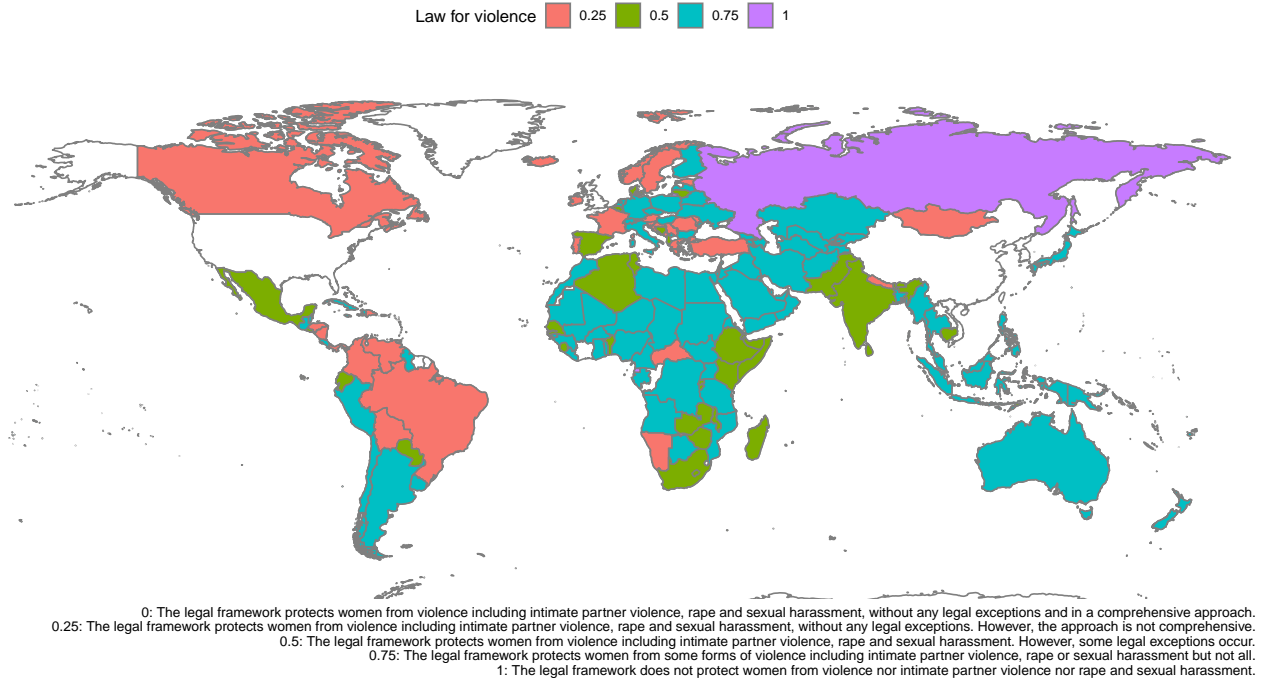 Law for violence 0.25 0.5 0.75 1
0: The legal framework protects women from violence including intimate partner violence, rape and sexual harassment, without any legal exceptions and in a comprehensive approach.
0.25: The legal framework protects women from violence including intimate partner violence, rape and sexual harassment, without any legal exceptions. However, the approach is not comprehensive.
0.5: The legal framework protects women from violence including intimate partner violence, rape and sexual harassment. However, some legal exceptions occur.
0.75: The legal framework protects women from some forms of violence including intimate partner violence, rape or sexual harassment but not all.
1: The legal framework does not protect women from violence nor intimate partner violence nor rape and sexual harassment.